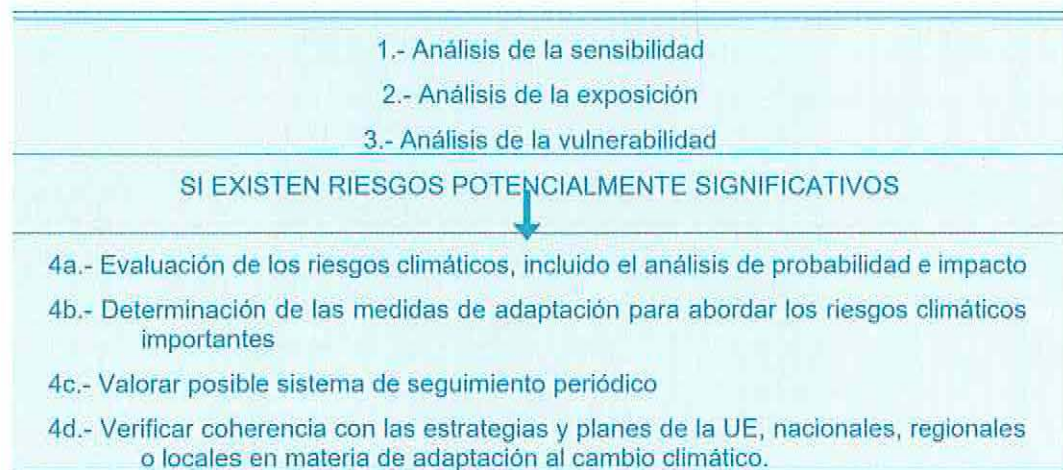 1.- Análisis de la sensibilidad
2.- Análisis de la exposición
3.- Análisis de la vulnerabilidad
SI EXISTEN RIESGOS POTENCIALMENTE SIGNIFICATIVOS
4a.- Evaluación de los riesgos climáticos, incluido el análisis de probabilidad e impacto
4b.- Determinación de las medidas de adaptación para abordar los riesgos climáticos
importantes
4c.- Valorar posible sistema de seguimiento periódico
4d.- Verificar coherencia con las estrategias y planes de la UE, nacionales, regionales
o locales en materia de adaptación al cambio climático.